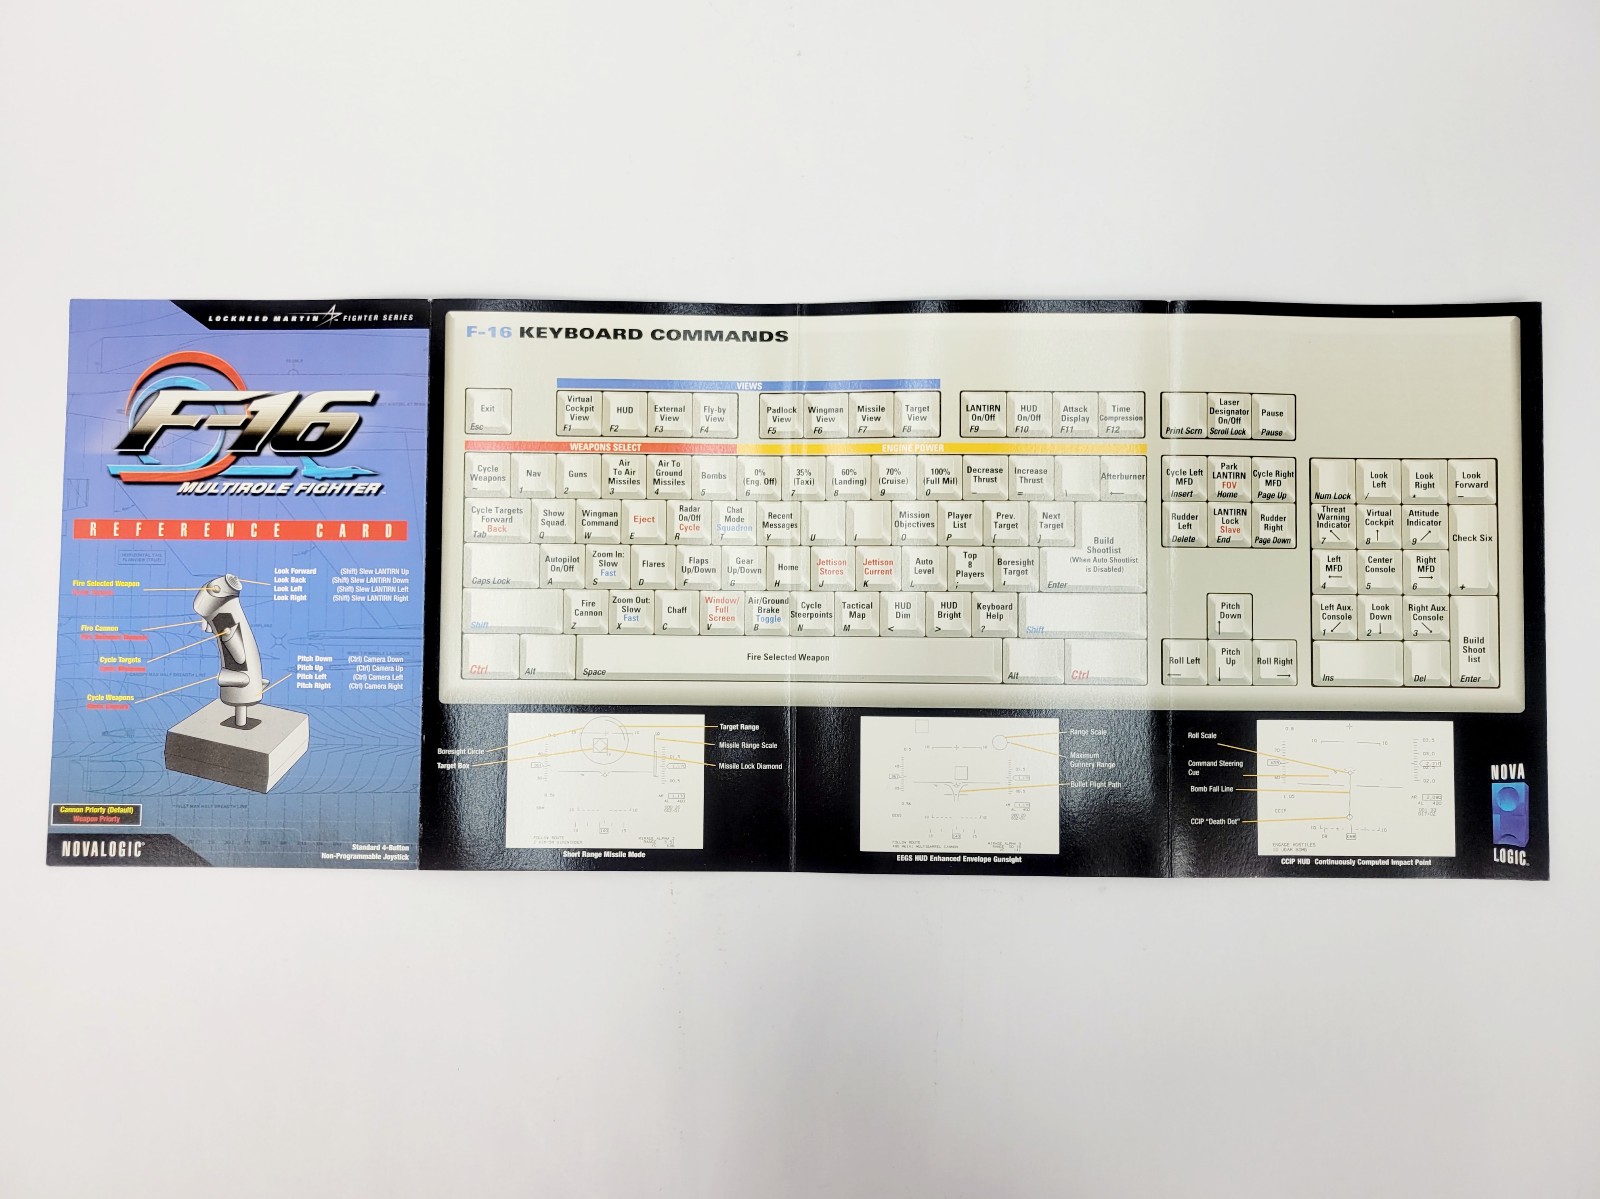 LOCKHEED MARTIN FIGHTER SERIES
F-16
MULTIROLE FIGHTER
REFERENCE CARD
Fire Selected Weapon
Fire Cannon
Cycle Targets
Cycle Weapons
Look Forward (Shift) Slew LANTIRN Up
Look Back (Shift) Slew LANTIRN Down
Look Left (Shift) Slew LANTIRN Left
Look Right (Shift) Slew LANTIRN Right
Pitch Down (Ctrl) Camera Down
Pitch Up (Ctrl) Camera Up
Pitch Left (Ctrl) Camera Left
Pitch Right (Ctrl) Camera Right
Cannon Priorty (Default)
Weapon Priorty
NOVALOGIC
Standard 4-Button
Non-Programmable Joystick
F-16 KEYBOARD COMMANDS
VIEWS
Exit
Esc
Virtual
Cockpit
View
F1
HUD
F2
External
View
F3
Fly-by
View
F4
Padlock
View
F5
Wingman
View
F6
Missile
View
F7
Target
View
F8
LANTIRN
On/Off
F9
HUD
On/Off
F10
Attack
Display
F11
Time
Compression
F12
Print Scrn
Laser
Designator
On/Off
Scroll Lock
Pause
Pause
WEAPONS SELECT
ENGINE POWER
Cycle
Weapons
~
Nav
1
Guns
2
Air
To Air
Missiles
3
Air To
Ground
Missiles
4
Bombs
5
0%
(Eng. Off)
6
35%
(Taxi)
7
60%
(Landing)
8
70%
(Cruise)
9
100%
(Full Mil)
0
Decrease
Thrust
–
Increase
Thrust
=
\
Afterburner
←
Cycle Targets
Forward
Back
Tab
Show
Squad.
Q
Wingman
Command
W
Eject
E
Radar
On/Off
Cycle
R
Chat
Mode
Squadron
T
Recent
Messages
Y
U
I
Mission
Objectives
O
Player
List
P
Prev.
Target
[
Next
Target
]
Build
Shootlist
(When Auto Shootlist
is Disabled)
Enter
Caps Lock
Autopilot
On/Off
A
Zoom In:
Slow
Fast
S
Flares
D
Flaps
Up/Down
F
Gear
Up/Down
G
Home
H
Jettison
Stores
J
Jettison
Current
K
Auto
Level
L
Top
8
Players
;
Boresight
Target
'
Shift
Fire
Cannon
Z
Zoom Out:
Slow
Fast
X
Chaff
C
Window/
Full
Screen
V
Air/Ground
Brake
Toggle
B
Cycle
Steerpoints
N
Tactical
Map
M
HUD
Dim
<
HUD
Bright
>
Keyboard
Help
?
Shift
Ctrl
Alt
Fire Selected Weapon
Space
Alt
Ctrl
Cycle Left
MFD
Insert
Park
LANTIRN
FOV
Home
Cycle Right
MFD
Page Up
Rudder
Left
Delete
LANTIRN
Lock
Slave
End
Rudder
Right
Page Down
Pitch
Down
↑
Roll Left
←
Pitch
Up
↓
Roll Right
→
Num Lock
Look
Left
/
Look
Right
*
Look
Forward
–
Threat
Warning
Indicator
7
Virtual
Cockpit
8
Attitude
Indicator
9
Check Six
+
Left
MFD
4
Center
Console
5
Right
MFD
6
Left Aux.
Console
1
Look
Down
2
Right Aux.
Console
3
Build
Shoot
list
Enter
Ins
Del
Boresight Circle
Target Box
Target Range
Missile Range Scale
Missile Lock Diamond
Short Range Missile Mode
Range Scale
Maximum
Gunnery Range
Bullet Flight Path
EEGS HUD Enhanced Envelope Gunsight
Roll Scale
Command Steering
Cue
Bomb Fall Line
CCIP "Death Dot"
CCIP
ENGAGE HOSTILES
CCIP HUD Continuously Computed Impact Point
NOVA
LOGIC